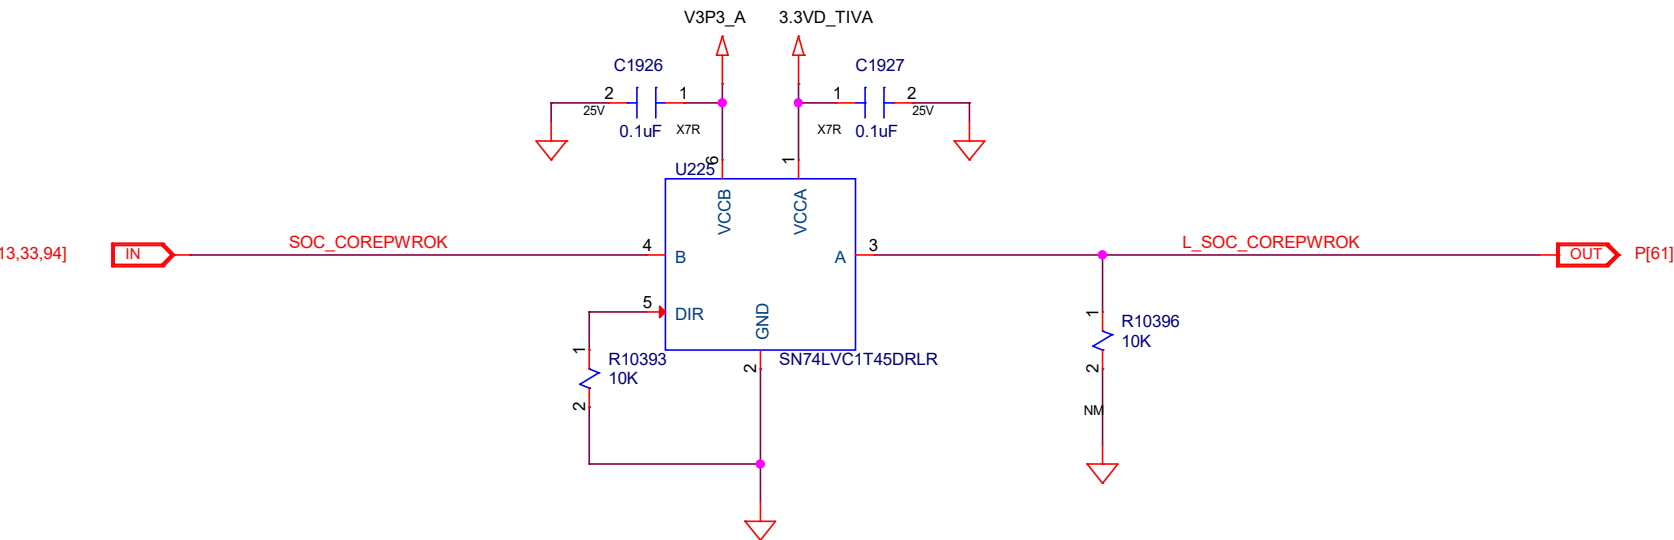 V3P3_A 3.3VD_TIVA
C1926 C1927
2 1 1 2
25V 25V
0.1uF X7R X7R 0.1uF
6 1
U225
VCCB VCCA
13,33,94] IN SOC_COREPWROK 4 B A 3 L_SOC_COREPWROK OUT P[61]
5 DIR GND
1 R10396
10K
2
1 R10393
10K
2
2 SN74LVC1T45DRLR
NM